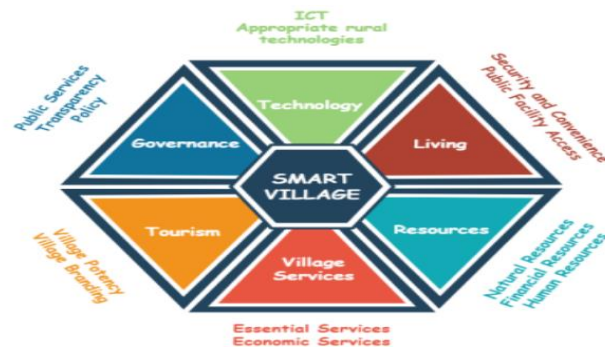 ICT
Appropriate rural
technologies
Public Services
Transparency
Policy
Security and Convenience
Public Facility Access
Technology
Governance
Living
SMART
VILLAGE
Tourism
Resources
Village
Services
Village Potency
Village Branding
Natural Resources
Financial Resources
Human Resources
Essential Services
Economic Services